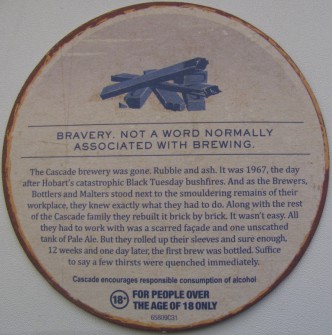 BRAVERY. NOT A WORD NORMALLY
ASSOCIATED WITH BREWING.
The Cascade brewery was gone. Rubble and ash. It was 1967, the
day after Hobart's catastrophic Black Tuesday bushfires. And as the Brewers,
Bottlers and Malters stood next to the smouldering remains of their
workplace, they knew exactly what they had to do. Along with the rest
of the Cascade family they rebuilt it brick by brick. It wasn't easy. All
they had to work with was a scarred façade and one unscathed
tank of Pale Ale. But they rolled up their sleeves and sure enough,
12 weeks and one day later, the first brew was bottled. Suffice
to say a few thirsts were quenched immediately.
Cascade encourages responsible consumption of alcohol
18+ FOR PEOPLE OVER
THE AGE OF 18 ONLY